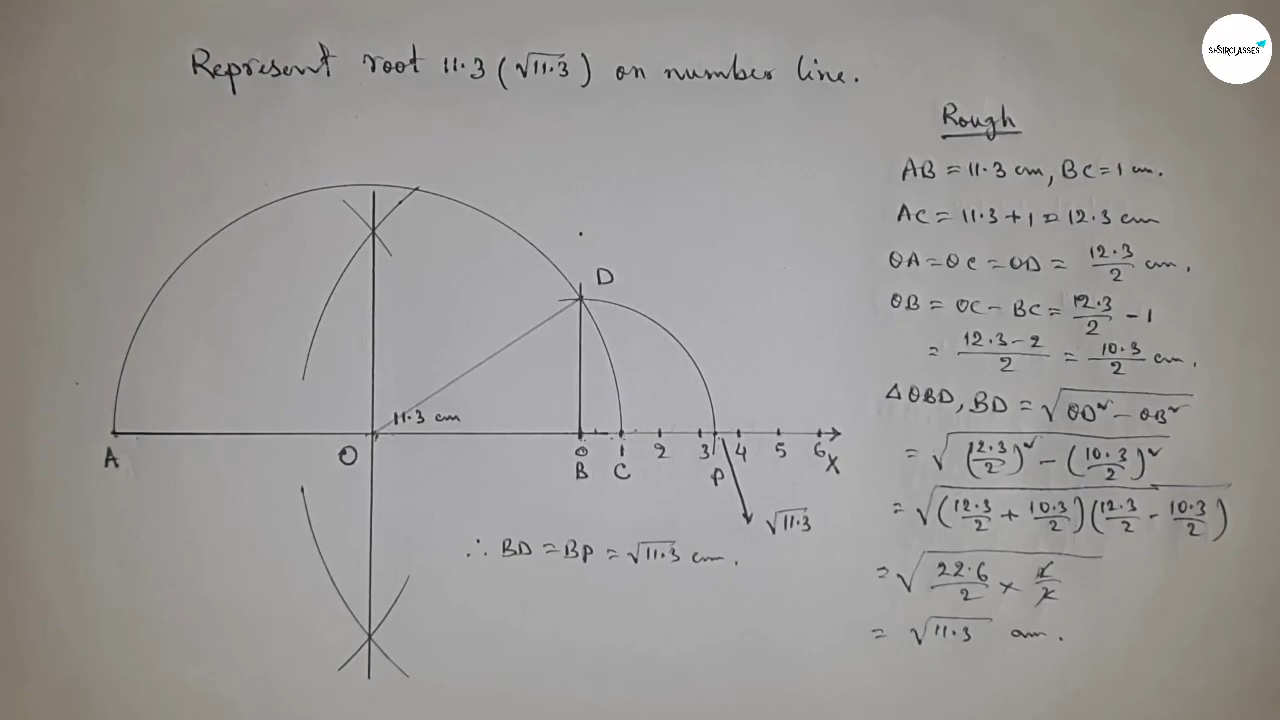 SHSIRCLASSES
Represent root 11.3 (√11.3) on number line.
Rough
AB = 11.3 cm, BC = 1 cm.
AC = 11.3 + 1 = 12.3 cm
OA = OC = OD = 12.3/2 cm.
OB = OC - BC = 12.3/2 - 1
= 12.3 - 2/2 = 10.3/2 cm.
△OBD, BD = √OD² - OB²
= √(12.3/2)² - (10.3/2)²
= √(12.3/2 + 10.3/2)(12.3/2 - 10.3/2)
= √22.6/2 × 2/2
= √11.3 cm.
D
11.3 cm
0 1 2 3 4 5 6
A O B C P X
√11.3
∴ BD = BP = √11.3 cm.